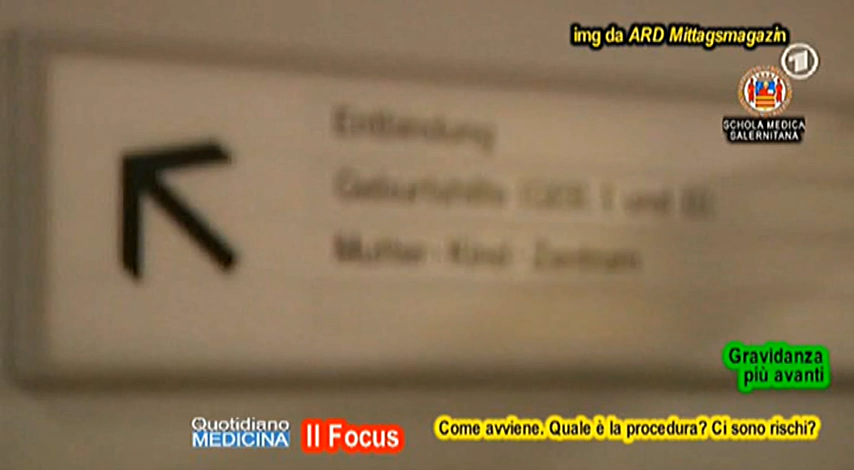 img da ARD Mittagsmagazin
1
SCHOLA MEDICA
SALERNITANA
Entbindung
Geburtshilfe
Mutter - Kind - Zentrum
Gravidanza
più avanti
Quotidiano
MEDICINA
Il Focus
Come avviene. Quale è la procedura? Ci sono rischi?